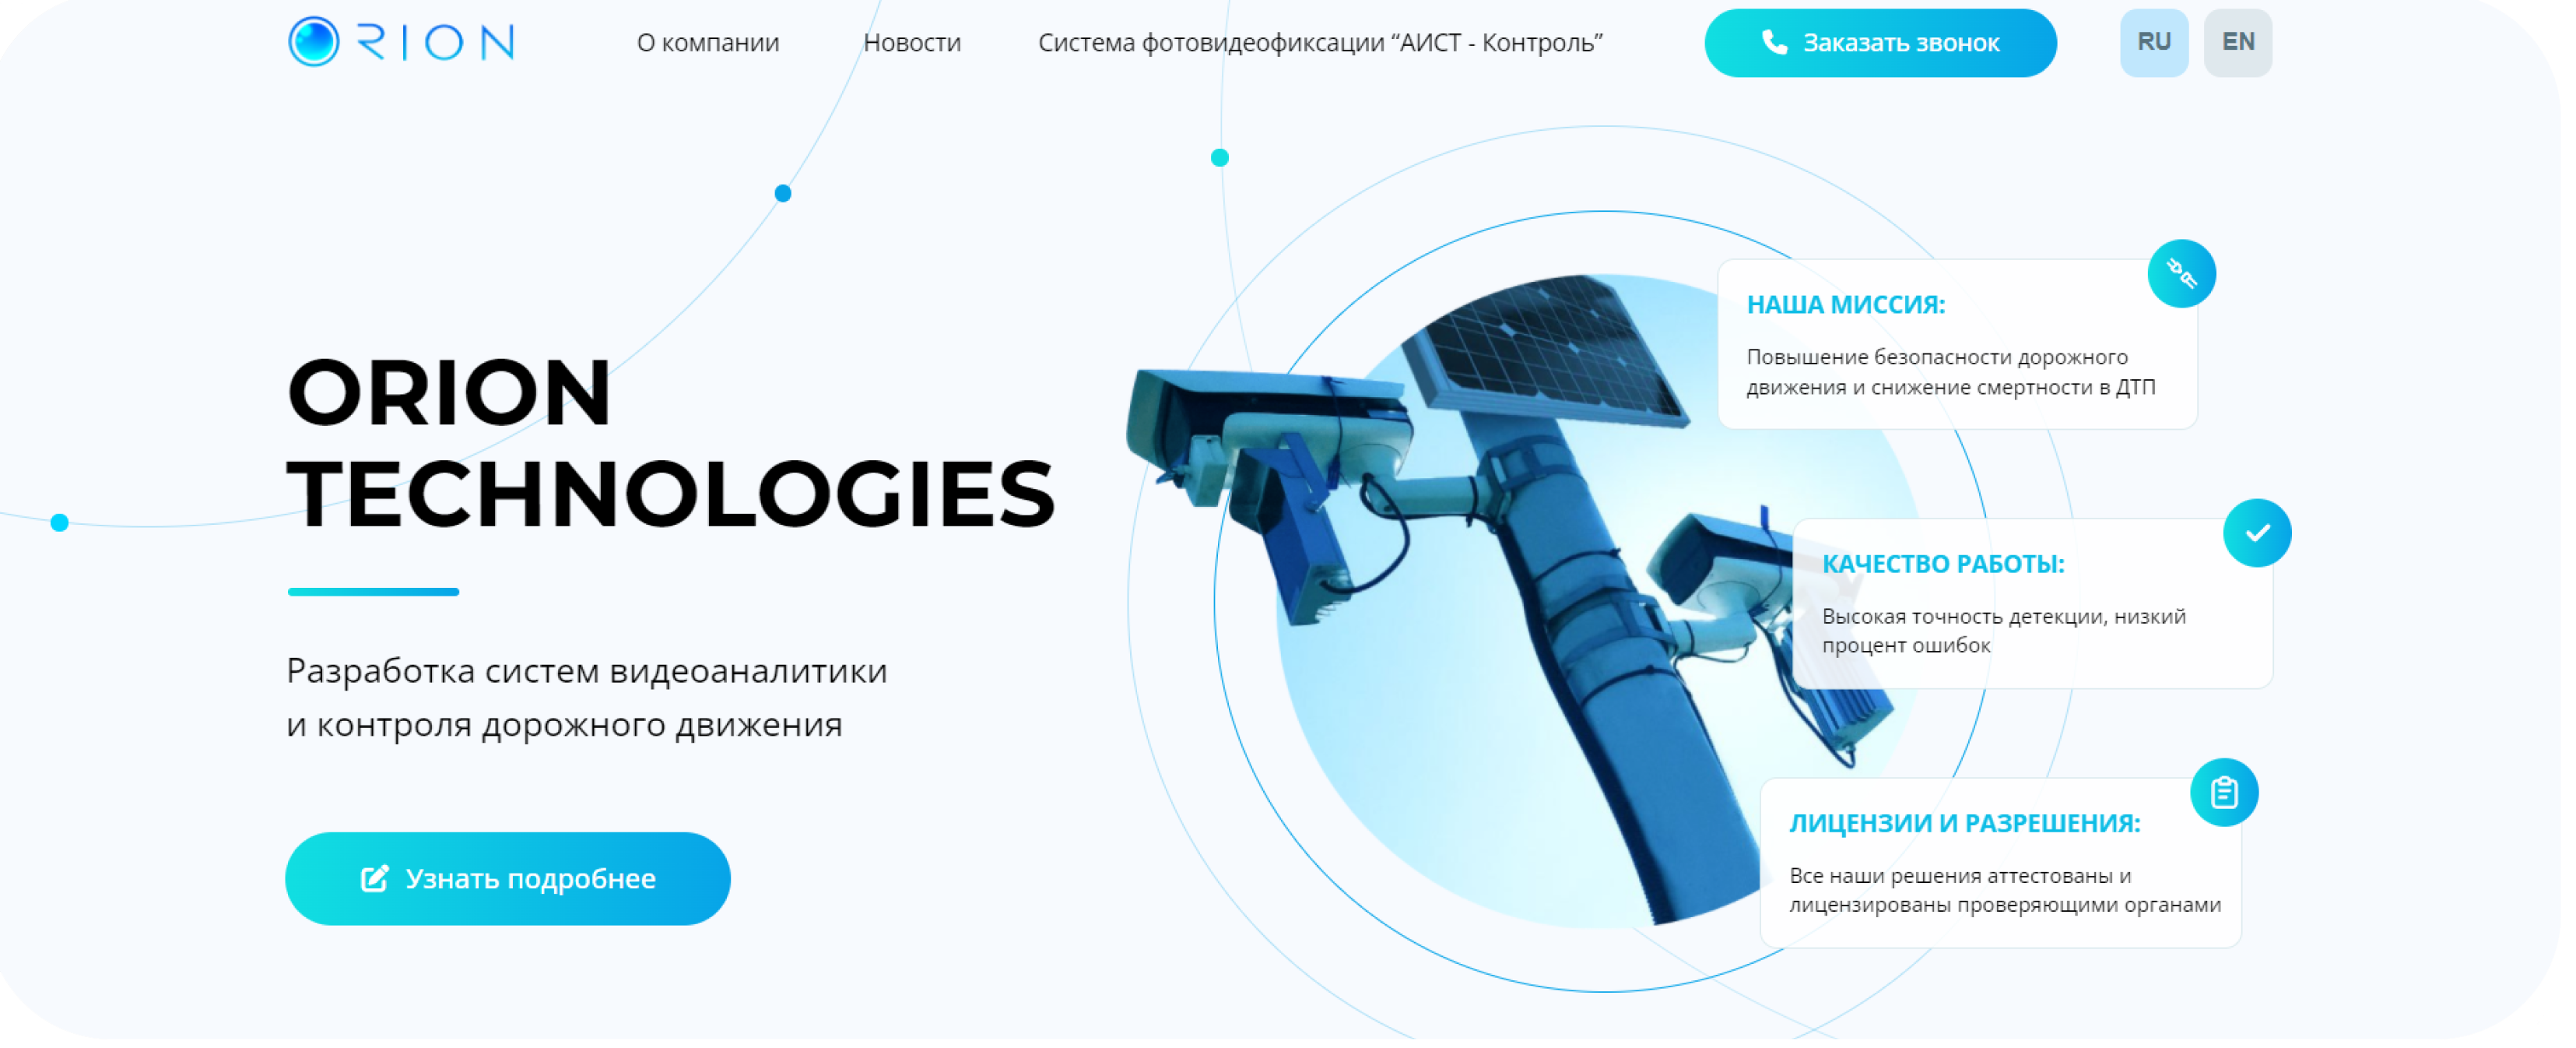 ORION
О компании
Новости
Система фотовидеофиксации “АИСТ - Контроль”
Заказать звонок
RU
EN
ORION
TECHNOLOGIES
Разработка систем видеоаналитики
и контроля дорожного движения
Узнать подробнее
НАША МИССИЯ:
Повышение безопасности дорожного
движения и снижение смертности в ДТП
КАЧЕСТВО РАБОТЫ:
Высокая точность детекции, низкий
процент ошибок
ЛИЦЕНЗИИ И РАЗРЕШЕНИЯ:
Все наши решения аттестованы и
лицензированы проверяющими органами